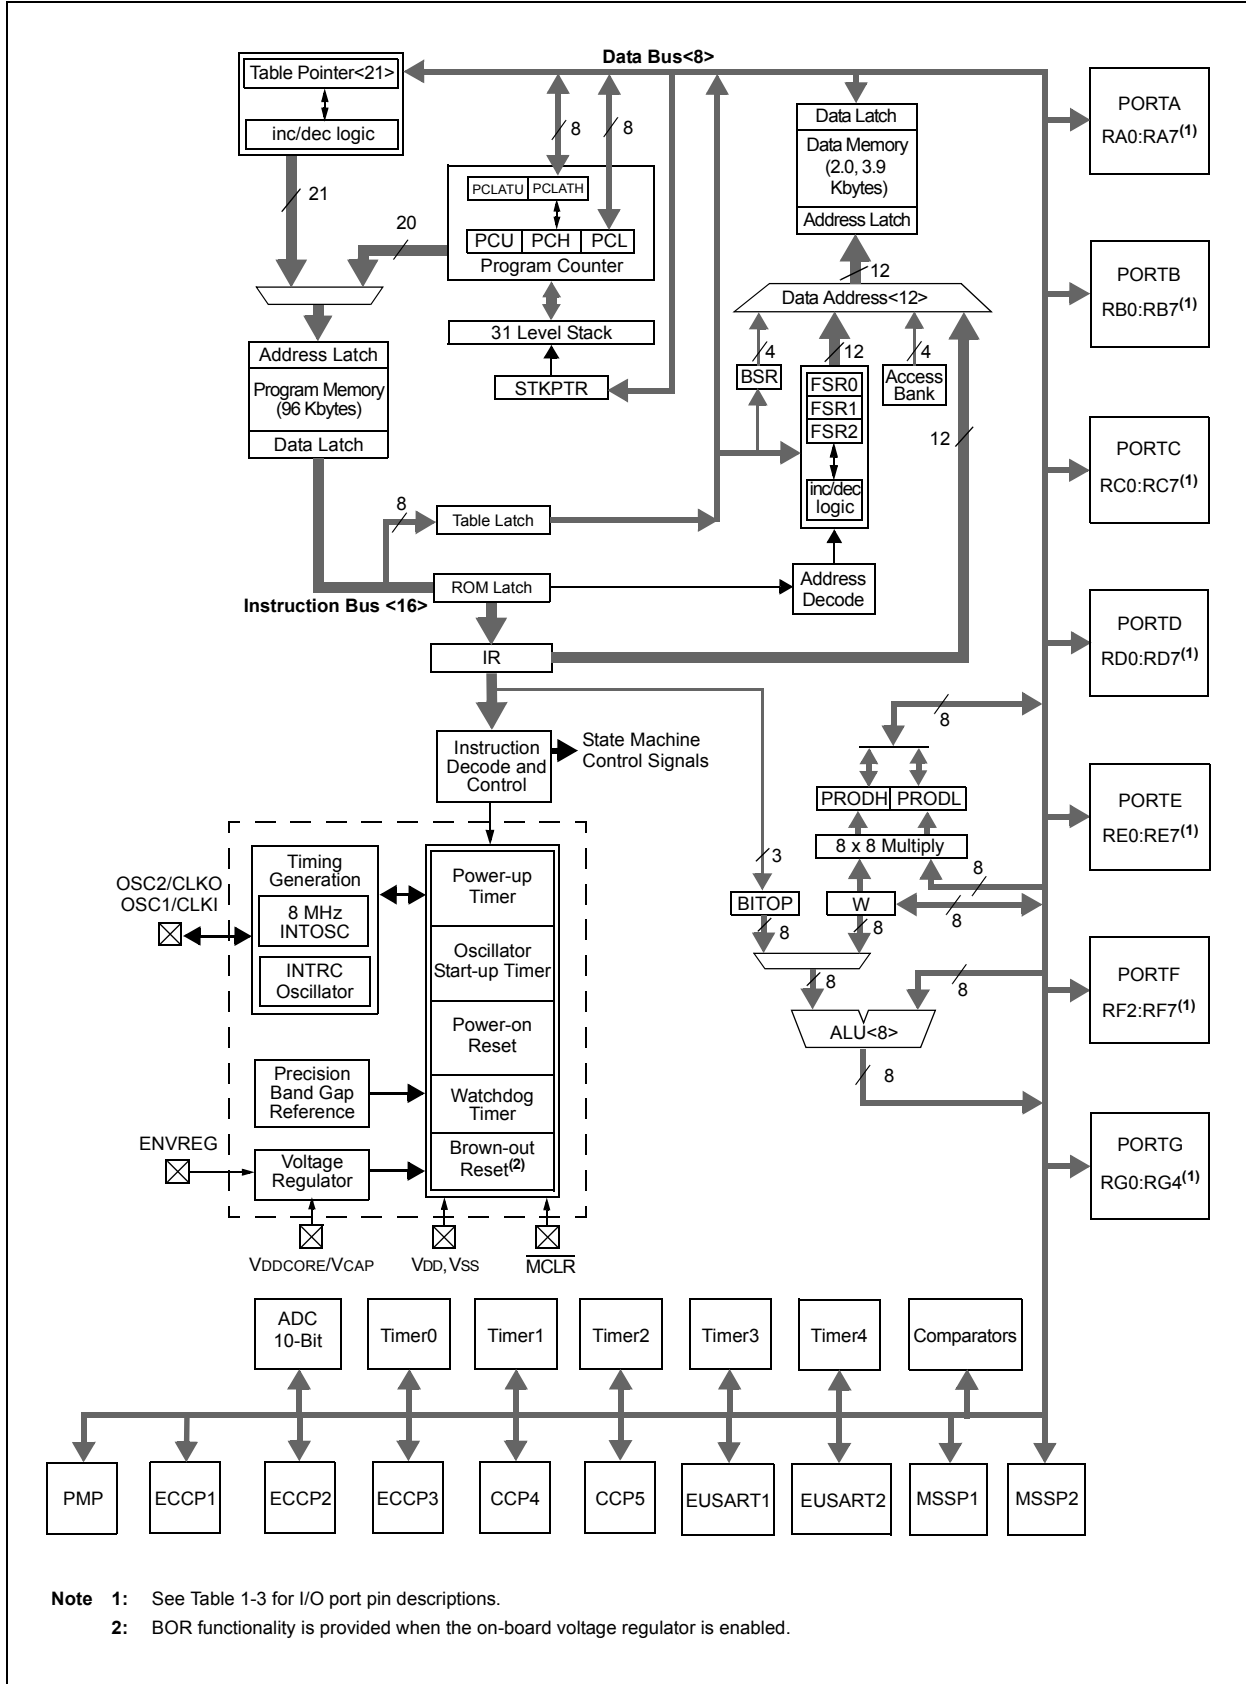 Data Bus<8>
Table Pointer<21>
inc/dec logic
21
8
8
PCLATU
PCLATH
PCU
PCH
PCL
Program Counter
20
31 Level Stack
STKPTR
Address Latch
Program Memory
(96 Kbytes)
Data Latch
Data Latch
Data Memory
(2.0, 3.9
Kbytes)
Address Latch
12
Data Address<12>
4
12
4
BSR
FSR0
FSR1
FSR2
inc/dec
logic
Access
Bank
12
8
Table Latch
ROM Latch
Instruction Bus <16>
Address
Decode
IR
Instruction
Decode and
Control
State Machine
Control Signals
8
PRODH
PRODL
8 x 8 Multiply
3
8
BITOP
W
8
8
8
8
8
ALU<8>
8
OSC2/CLKO
OSC1/CLKI
Timing
Generation
8 MHz
INTOSC
INTRC
Oscillator
Power-up
Timer
Oscillator
Start-up Timer
Power-on
Reset
Watchdog
Timer
Brown-out
Reset(2)
Precision
Band Gap
Reference
ENVREG
Voltage
Regulator
VDDCORE/VCAP
VDD, VSS
MCLR
PORTA
RA0:RA7(1)
PORTB
RB0:RB7(1)
PORTC
RC0:RC7(1)
PORTD
RD0:RD7(1)
PORTE
RE0:RE7(1)
PORTF
RF2:RF7(1)
PORTG
RG0:RG4(1)
ADC
10-Bit
Timer0
Timer1
Timer2
Timer3
Timer4
Comparators
PMP
ECCP1
ECCP2
ECCP3
CCP4
CCP5
EUSART1
EUSART2
MSSP1
MSSP2
Note 1: See Table 1-3 for I/O port pin descriptions.
2: BOR functionality is provided when the on-board voltage regulator is enabled.